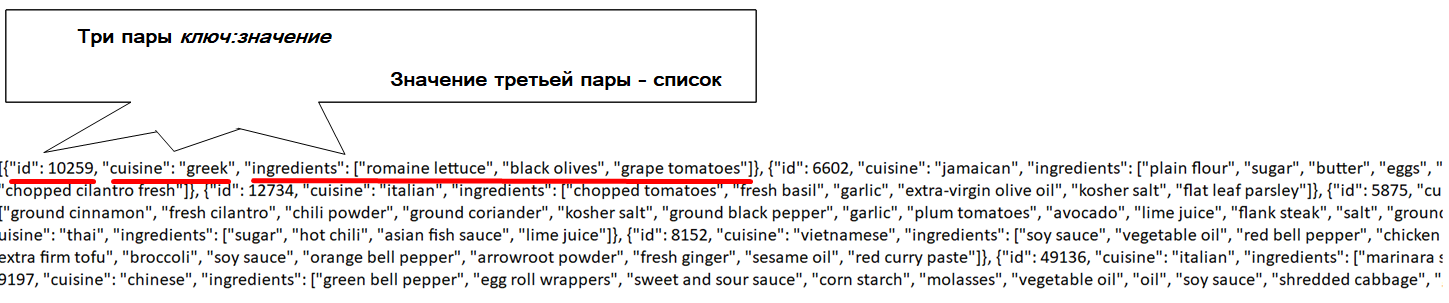 Три пары ключ:значение
Значение третьей пары - список
[{"id": 10259, "cuisine": "greek", "ingredients": ["romaine lettuce", "black olives", "grape tomatoes"]}, {"id": 6602, "cuisine": "jamaican", "ingredients": ["plain flour", "sugar", "butter", "eggs", "
"chopped cilantro fresh"]}, {"id": 12734, "cuisine": "italian", "ingredients": ["chopped tomatoes", "fresh basil", "garlic", "extra-virgin olive oil", "kosher salt", "flat leaf parsley"]}, {"id": 5875, "cu
["ground cinnamon", "fresh cilantro", "chili powder", "ground coriander", "kosher salt", "ground black pepper", "garlic", "plum tomatoes", "avocado", "lime juice", "flank steak", "salt", "groun
uisine": "thai", "ingredients": ["sugar", "hot chili", "asian fish sauce", "lime juice"]}, {"id": 8152, "cuisine": "vietnamese", "ingredients": ["soy sauce", "vegetable oil", "red bell pepper", "chicken
extra firm tofu", "broccoli", "soy sauce", "orange bell pepper", "arrowroot powder", "fresh ginger", "sesame oil", "red curry paste"]}, {"id": 49136, "cuisine": "italian", "ingredients": ["marinara s
9197, "cuisine": "chinese", "ingredients": ["green bell pepper", "egg roll wrappers", "sweet and sour sauce", "corn starch", "molasses", "vegetable oil", "oil", "soy sauce", "shredded cabbage", "